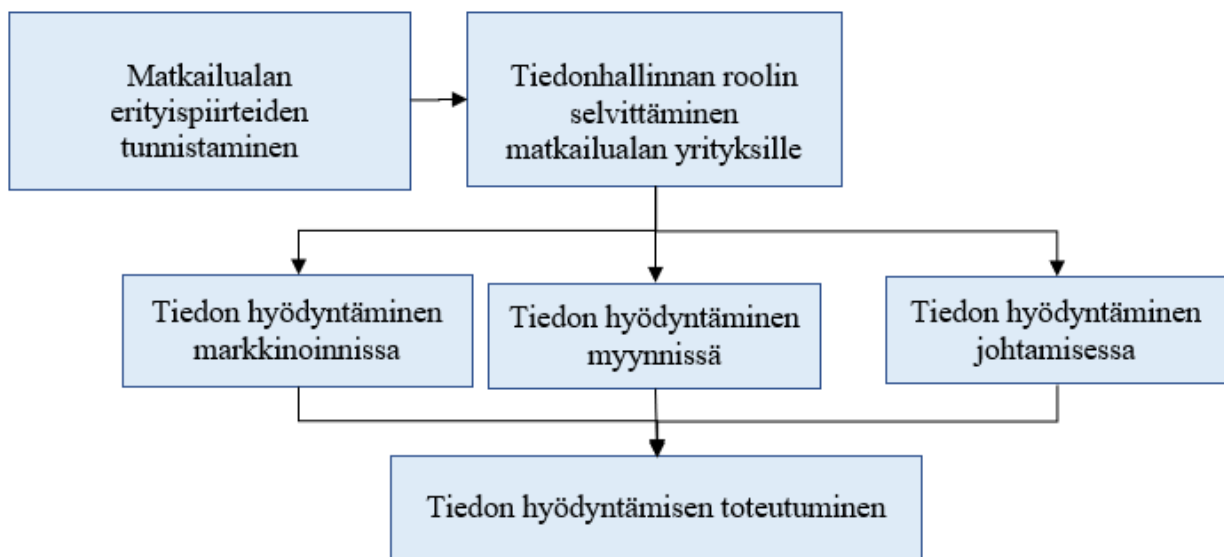 Matkailualan
erityispiirteiden
tunnistaminen
Tiedonhallinnan roolin
selvittäminen
matkailualan yrityksille
Tiedon hyödyntäminen
markkinoinnissa
Tiedon hyödyntäminen
myynnissä
Tiedon hyödyntäminen
johtamisessa
Tiedon hyödyntämisen toteutuminen